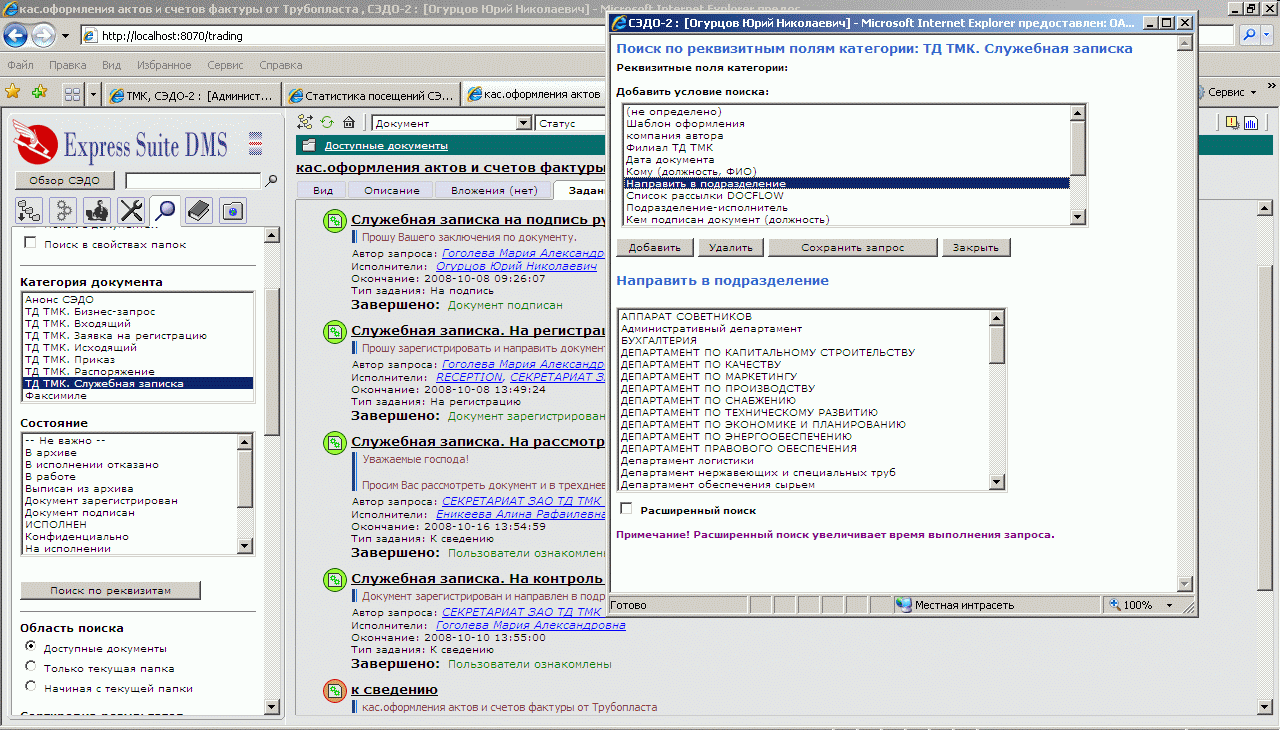 кас.оформления актов и счетов фактуры от Трубопласта , СЭДО-2 : [Огурцов Юрий Николаевич] - Microsoft Internet Explorer предос
http://localhost:8070/trading
Файл Правка Вид Избранное Сервис Справка
ТМК, СЭДО-2 : [Админист...
Статистика посещений СЭ...
кас.оформления актов
Сервис
Express Suite DMS
Обзор СЭДО
Поиск в свойствах папок
Категория документа
Анонс СЭДО
ТД ТМК. Бизнес-запрос
ТД ТМК. Входящий
ТД ТМК. Заявка на регистрацию
ТД ТМК. Исходящий
ТД ТМК. Приказ
ТД ТМК. Распоряжение
ТД ТМК. Служебная записка
Факсимиле
Состояние
-- Не важно --
В архиве
В исполнении отказано
В работе
Выписан из архива
Документ зарегистрирован
Документ подписан
ИСПОЛНЕН
Конфиденциально
На исполнении
Поиск по реквизитам
Область поиска
Доступные документы
Только текущая папка
Начиная с текущей папки
Документ
Статус
Доступные документы
кас.оформления актов и счетов фактуры
Вид Описание Вложения (нет) Задан
Служебная записка на подпись ру
Прошу Вашего заключения по документу.
Автор запроса: Гоголева Мария Александр
Исполнители: Огурцов Юрий Николаевич
Окончание: 2008-10-08 09:26:07
Тип задания: На подпись
Завершено: Документ подписан
Служебная записка. На регистрац
Прошу зарегистрировать и направить документ
Автор запроса: Гоголева Мария Александр
Исполнители: RECEPTION, СЕКРЕТАРИАТ З
Окончание: 2008-10-08 13:49:24
Тип задания: На регистрацию
Завершено: Документ зарегистрирован
Служебная записка. На рассмотр
Уважаемые господа!
Просим Вас рассмотреть документ и в трехднев
Автор запроса: СЕКРЕТАРИАТ ЗАО ТД ТМК
Исполнители: Еникеева Алина Рафаилевна
Окончание: 2008-10-16 13:54:59
Тип задания: К сведению
Завершено: Пользователи ознакомлен
Служебная записка. На контроль
Документ зарегистрирован и направлен в подр
Автор запроса: СЕКРЕТАРИАТ ЗАО ТД ТМК
Исполнители: Гоголева Мария Александровна
Окончание: 2008-10-10 13:55:00
Тип задания: К сведению
Завершено: Пользователи ознакомлены
к сведению
кас.оформления актов и счетов фактуры от Трубопласта
СЭДО-2 : [Огурцов Юрий Николаевич] - Microsoft Internet Explorer предоставлен: ОА...
Поиск по реквизитным полям категории: ТД ТМК. Служебная записка
Реквизитные поля категории:
Добавить условие поиска:
(не определено)
Шаблон оформления
компания автора
Филиал ТД ТМК
Дата документа
Кому (должность, ФИО)
Направить в подразделение
Список рассылки DOCFLOW
Подразделение-исполнитель
Кем подписан документ (должность)
Добавить Удалить Сохранить запрос Закрыть
Направить в подразделение
АППАРАТ СОВЕТНИКОВ
Административный департамент
БУХГАЛТЕРИЯ
ДЕПАРТАМЕНТ ПО КАПИТАЛЬНОМУ СТРОИТЕЛЬСТВУ
ДЕПАРТАМЕНТ ПО КАЧЕСТВУ
ДЕПАРТАМЕНТ ПО МАРКЕТИНГУ
ДЕПАРТАМЕНТ ПО ПРОИЗВОДСТВУ
ДЕПАРТАМЕНТ ПО СНАБЖЕНИЮ
ДЕПАРТАМЕНТ ПО ТЕХНИЧЕСКОМУ РАЗВИТИЮ
ДЕПАРТАМЕНТ ПО ЭКОНОМИКЕ И ПЛАНИРОВАНИЮ
ДЕПАРТАМЕНТ ПО ЭНЕРГООБЕСПЕЧЕНИЮ
ДЕПАРТАМЕНТ ПРАВОВОГО ОБЕСПЕЧЕНИЯ
Департамент логистики
Департамент нержавеющих и специальных труб
Департамент обеспечения сырьем
Расширенный поиск
Примечание! Расширенный поиск увеличивает время выполнения запроса.
Готово
Местная интрасеть
100%